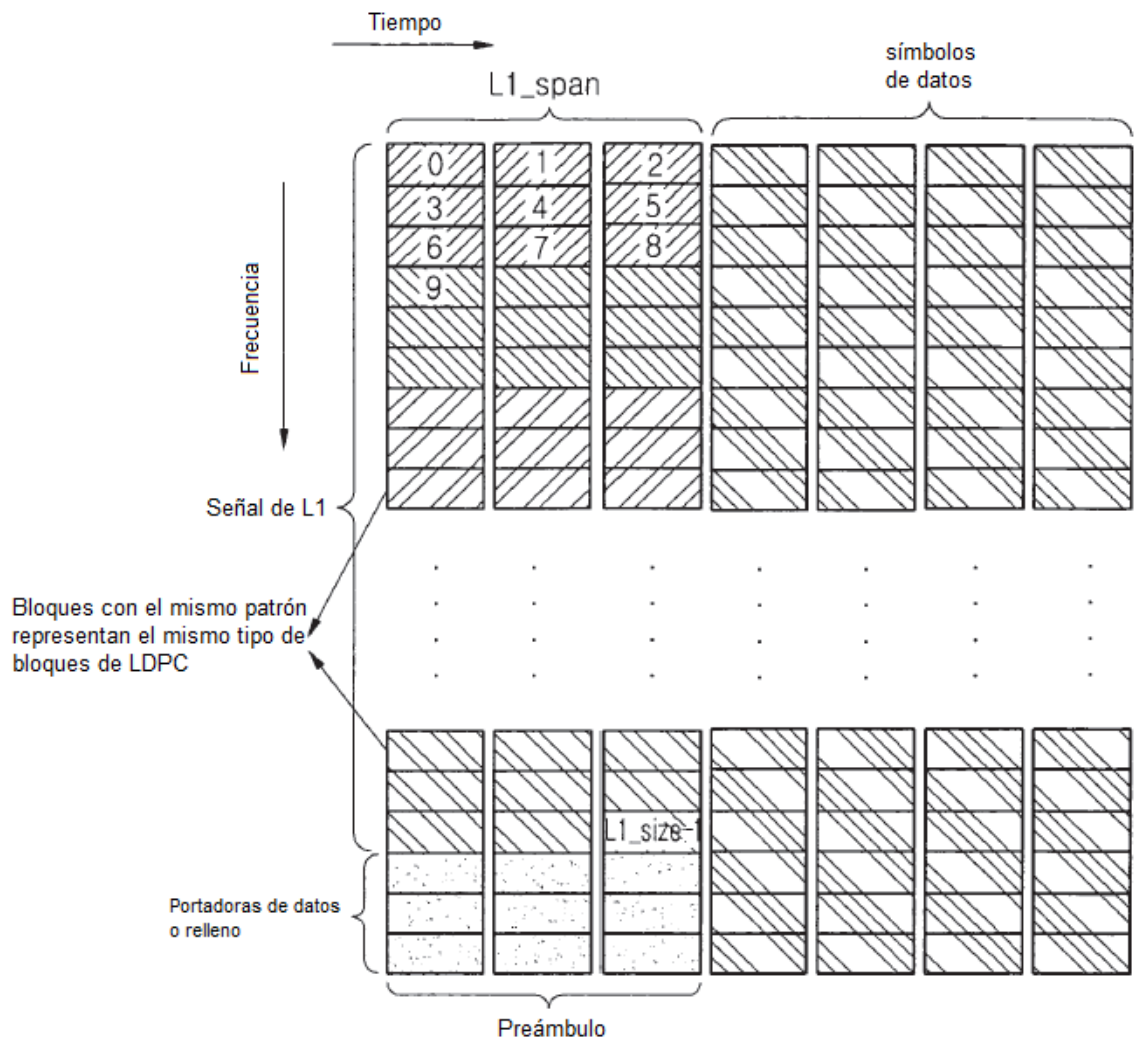 Tiempo
símbolos
de datos
L1_span
0 1 2
3 4 5
6 7 8
9
Frecuencia
Señal de L1
Bloques con el mismo patrón
representan el mismo tipo de
bloques de LDPC
L1_size-1
Portadoras de datos
o relleno
Preámbulo